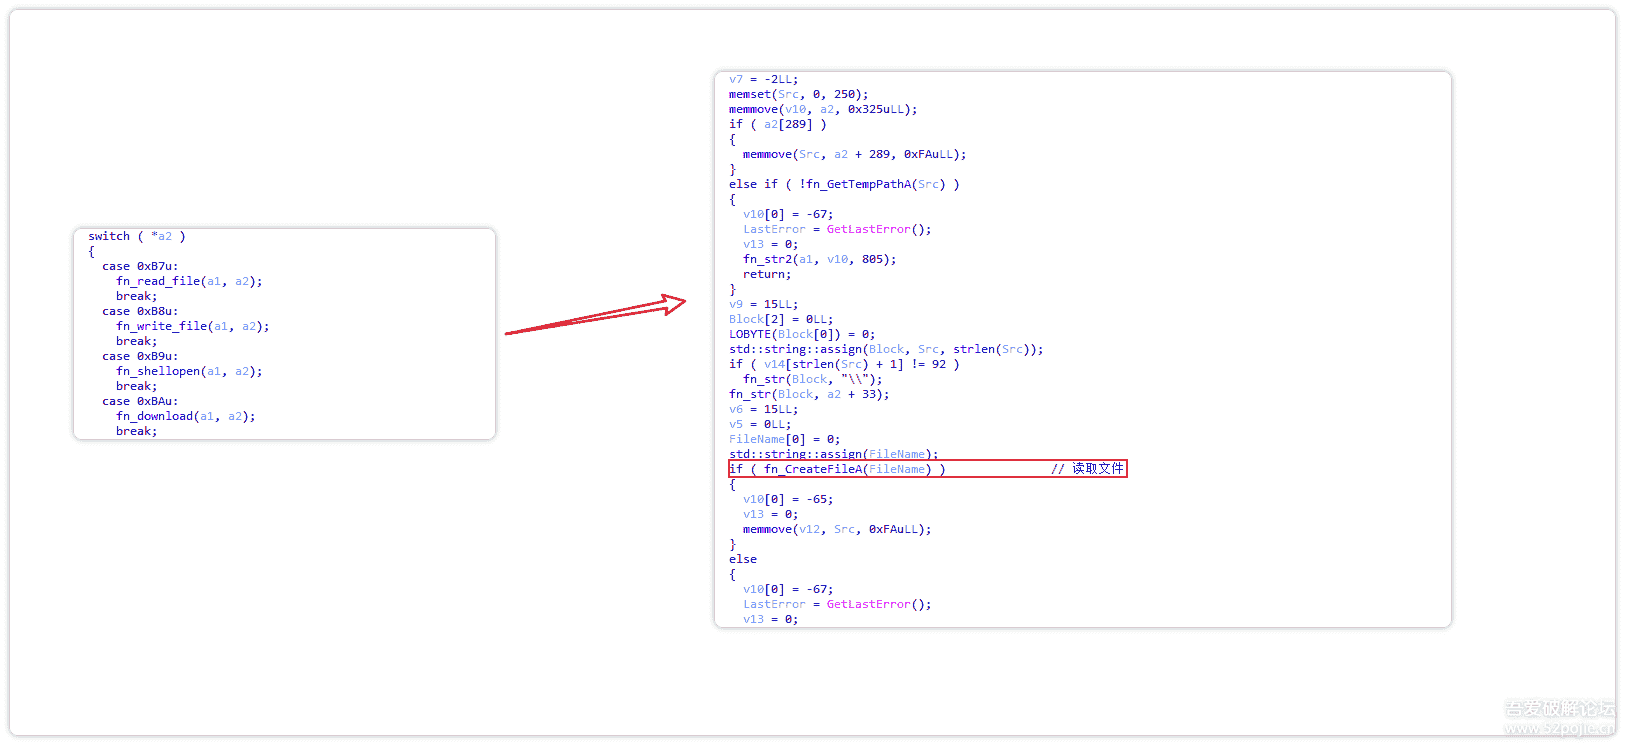 switch ( *a2 )
{
case 0xB7u:
fn_read_file(a1, a2);
break;
case 0xB8u:
fn_write_file(a1, a2);
break;
case 0xB9u:
fn_shellopen(a1, a2);
break;
case 0xBAu:
fn_download(a1, a2);
break;
v7 = -2LL;
memset(Src, 0, 250);
memmove(v10, a2, 0x325uLL);
if ( a2[289] )
{
memmove(Src, a2 + 289, 0xFAuLL);
}
else if ( !fn_GetTempPathA(Src) )
{
v10[0] = -67;
LastError = GetLastError();
v13 = 0;
fn_str2(a1, v10, 805);
return;
}
v9 = 15LL;
Block[2] = 0LL;
LOBYTE(Block[0]) = 0;
std::string::assign(Block, Src, strlen(Src));
if ( v14[strlen(Src) + 1] != 92 )
fn_str(Block, "\\");
fn_str(Block, a2 + 33);
v6 = 15LL;
v5 = 0LL;
FileName[0] = 0;
std::string::assign(FileName);
if ( fn_CreateFileA(FileName) ) // 读取文件
{
v10[0] = -65;
v13 = 0;
memmove(v12, Src, 0xFAuLL);
}
else
{
v10[0] = -67;
LastError = GetLastError();
v13 = 0;
吾爱破解论坛
www.52pojie.cn